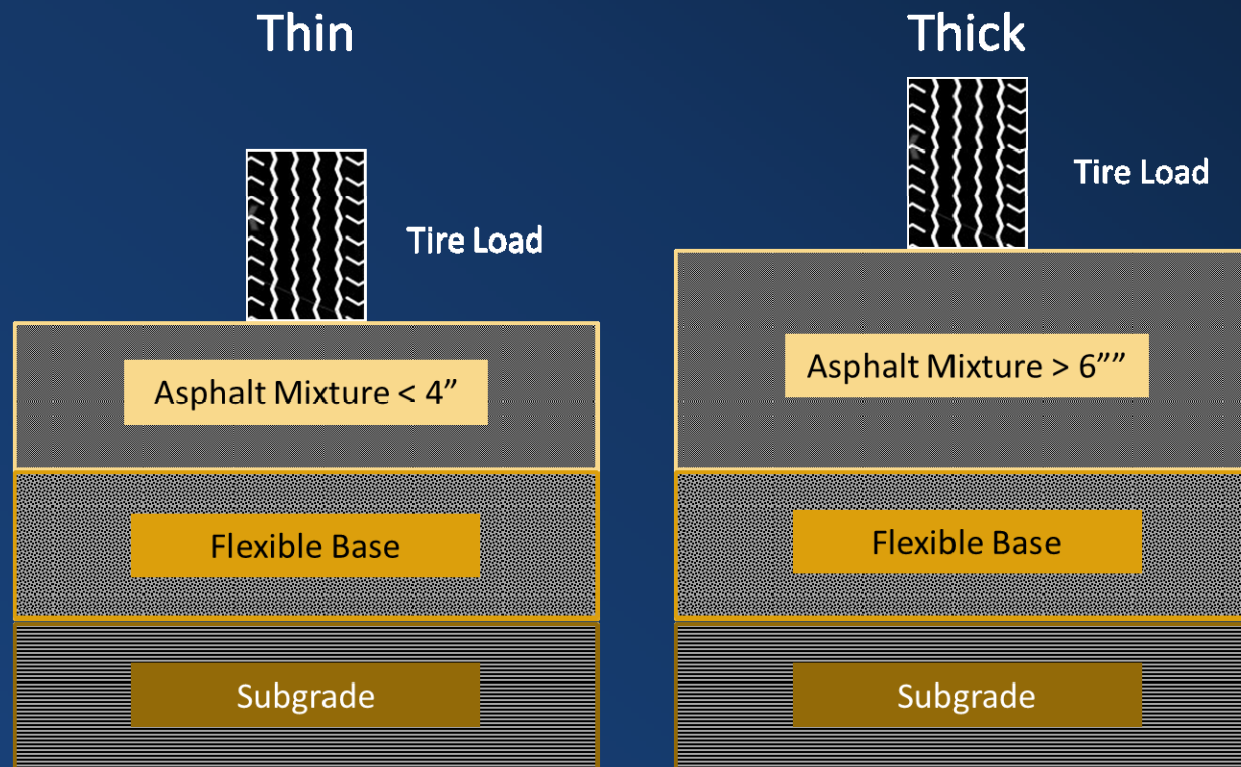 Thin
Tire Load
Asphalt Mixture < 4”
Flexible Base
Subgrade
Thick
Tire Load
Asphalt Mixture > 6””
Flexible Base
Subgrade